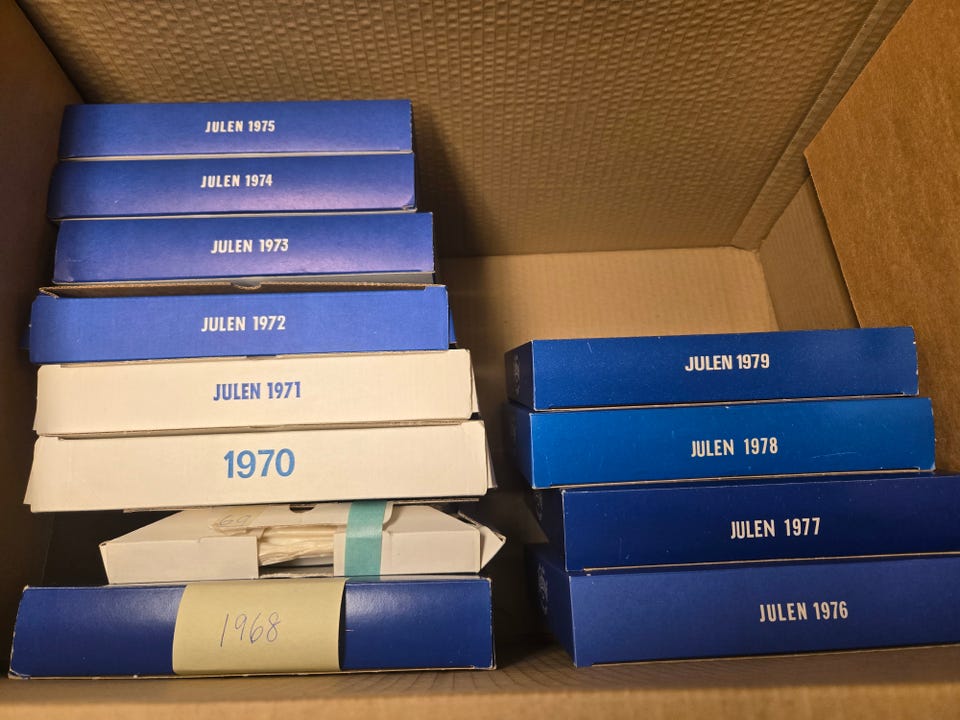 JULEN 1975
JULEN 1974
JULEN 1973
JULEN 1972
JULEN 1971
1970
69
1968
JULEN 1979
JULEN 1978
JULEN 1977
JULEN 1976